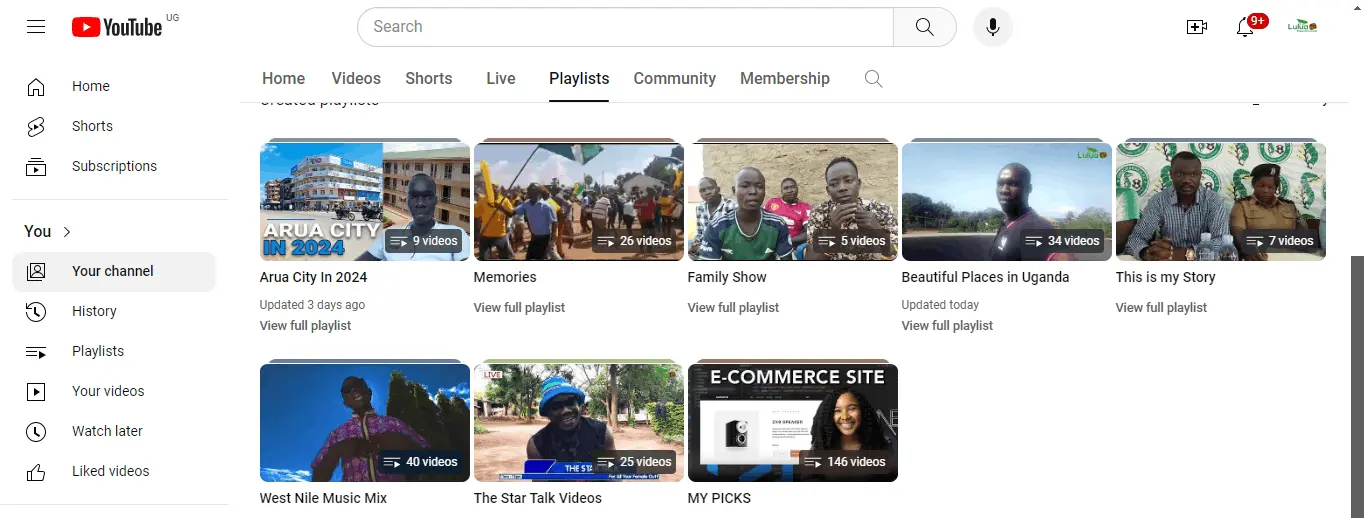 YouTube UG
Search
9+
Lulua
Home
Shorts
Subscriptions
You
Your channel
History
Playlists
Your videos
Watch later
Liked videos
Home Videos Shorts Live Playlists Community Membership
Created playlists
ARUA CITY
IN 2024
9 videos
Arua City In 2024
Updated 3 days ago
View full playlist
26 videos
Memories
View full playlist
5 videos
Family Show
View full playlist
Lulua
34 videos
Beautiful Places in Uganda
Updated today
View full playlist
7 videos
This is my Story
View full playlist
40 videos
West Nile Music Mix
LIVE
THE STA
25 videos
The Star Talk Videos
E-COMMERCE SITE
146 videos
MY PICKS